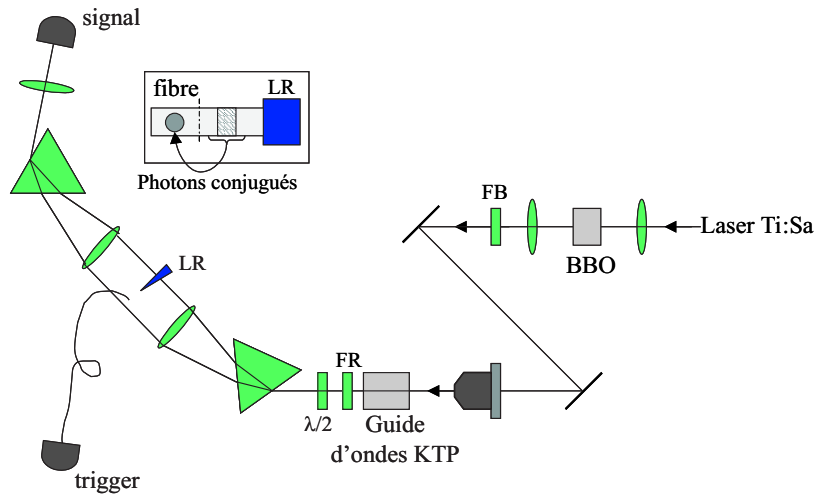 signal
fibre
LR
Photons conjugués
FB
Laser Ti:Sa
BBO
LR
FR
λ/2
Guide
d'ondes KTP
trigger